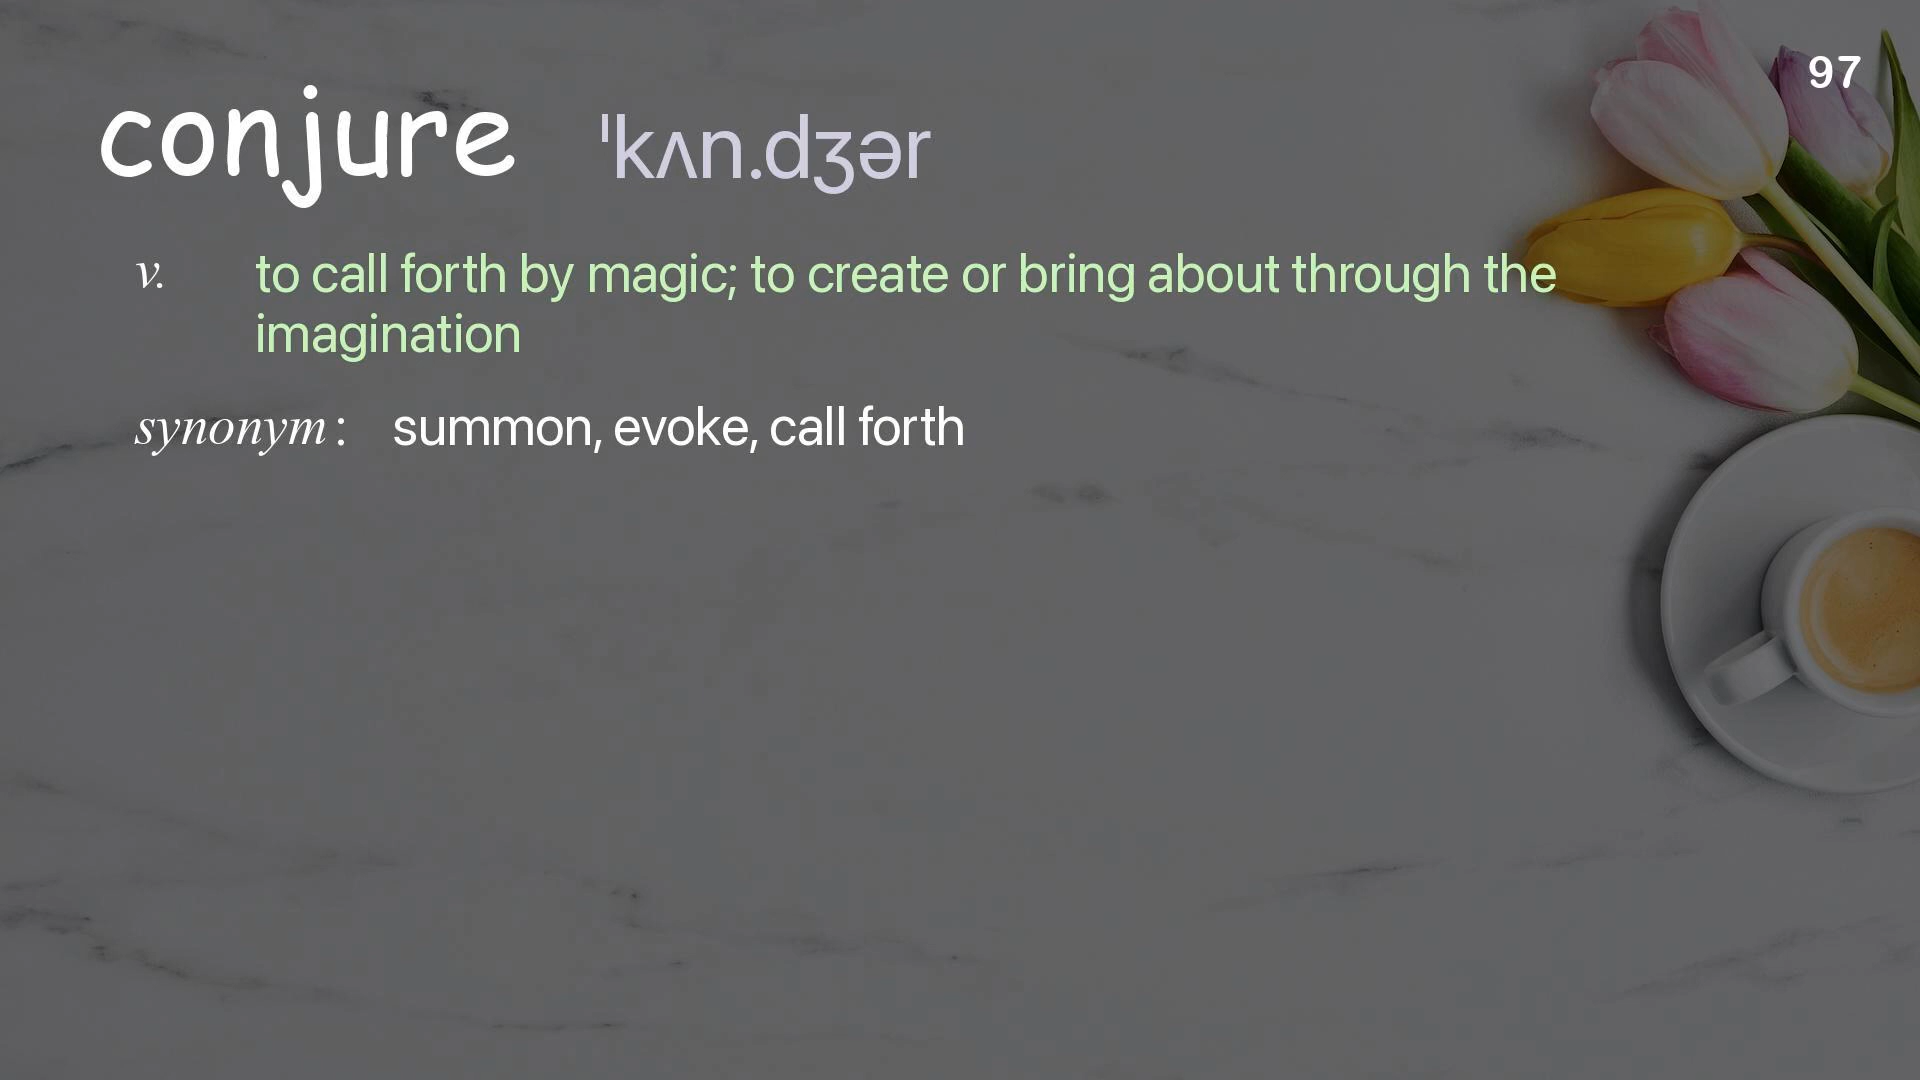 97
conjure ˈkʌn.dʒər
v. to call forth by magic; to create or bring about through the
imagination
synonym: summon, evoke, call forth